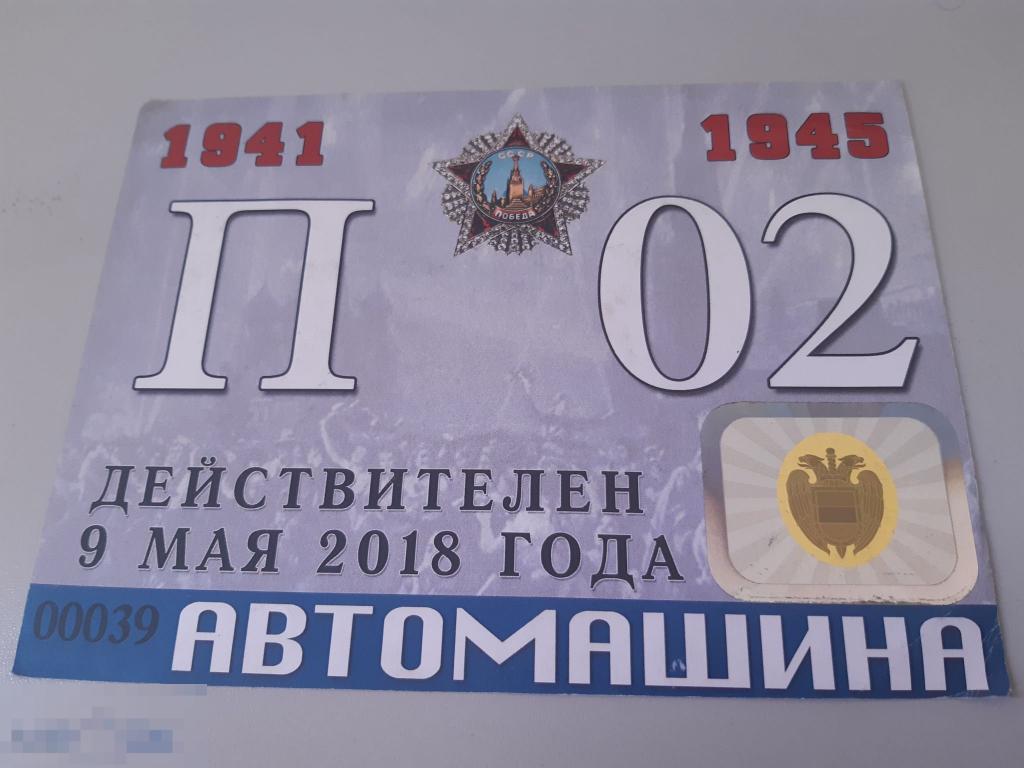 1941 1945
СССР
ПОБЕДА
П 02
ДЕЙСТВИТЕЛЕН
9 МАЯ 2018 ГОДА
00039 АВТОМАШИНА